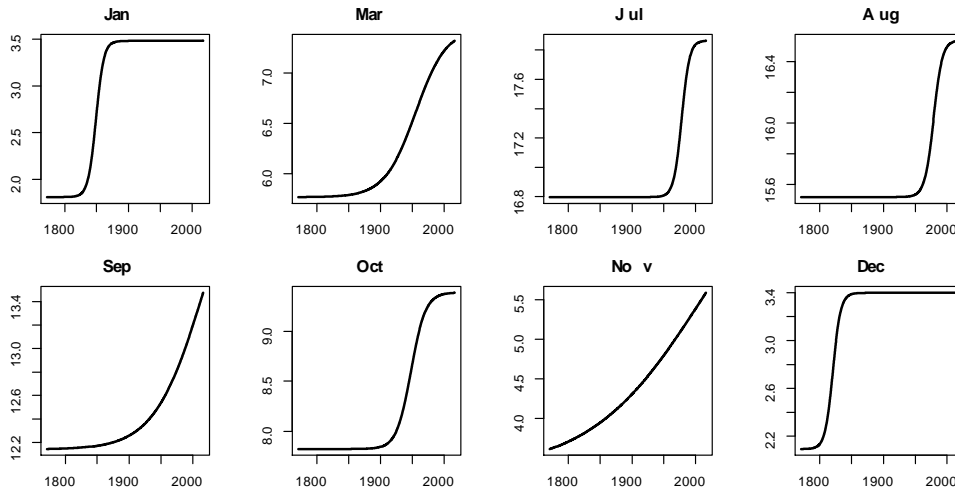 Jan
2.0 2.5 3.0 3.5
1800 1900 2000
Mar
6.0 6.5 7.0
1800 1900 2000
J ul
16.8 17.2 17.6
1800 1900 2000
A ug
15.6 16.0 16.4
1800 1900 2000
Sep
12.2 12.6 13.0 13.4
1800 1900 2000
Oct
8.0 8.5 9.0
1800 1900 2000
No v
4.0 4.5 5.0 5.5
1800 1900 2000
Dec
2.2 2.6 3.0 3.4
1800 1900 2000